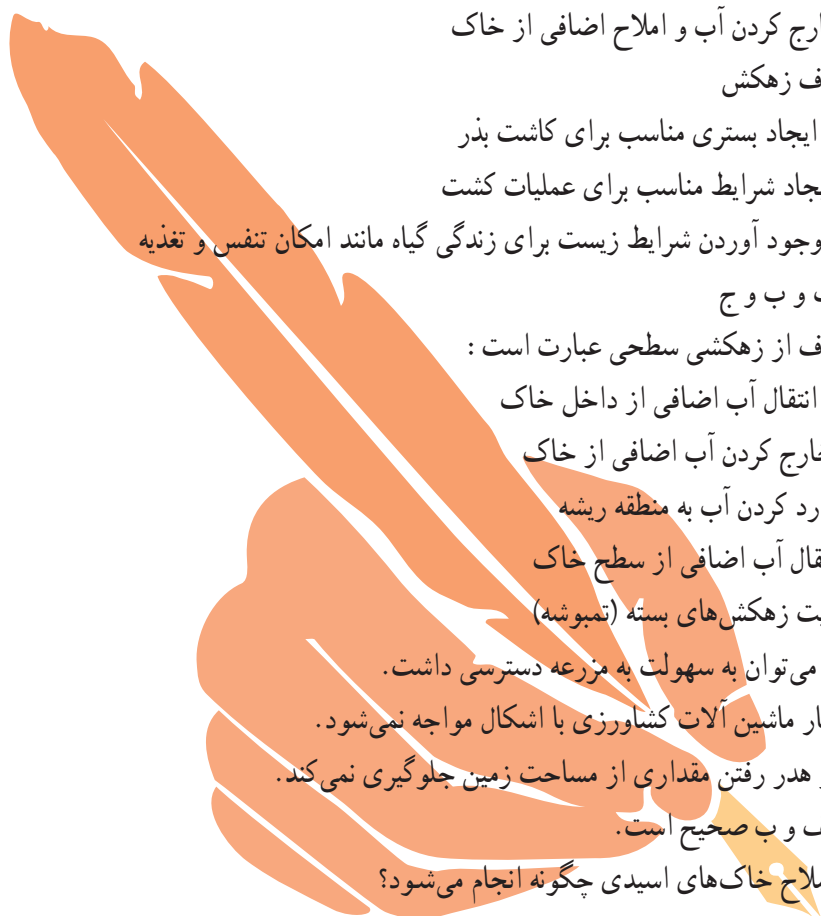 ارج کردن آب و املاح اضافی از خاک
ف زهکش
ایجاد بستری مناسب برای کاشت بذر
جاد شرایط مناسب برای عملیات کشت
وجود آوردن شرایط زیست برای زندگی گیاه مانند امکان تنفس و تغذیه
و ب و ج
ف از زهکشی سطحی عبارت است :
انتقال آب اضافی از داخل خاک
خارج کردن آب اضافی از خاک
ارد کردن آب به منطقه ریشه
قال آب اضافی از سطح خاک
یت زهکش‌های بسته (تمبوشه)
می‌توان به سهولت به مزرعه دسترسی داشت.
ار ماشین آلات کشاورزی با اشکال مواجه نمی‌شود.
هدر رفتن مقداری از مساحت زمین جلوگیری نمی‌کند.
ف و ب صحیح است.
لاح خاک‌های اسیدی چگونه انجام می‌شود؟